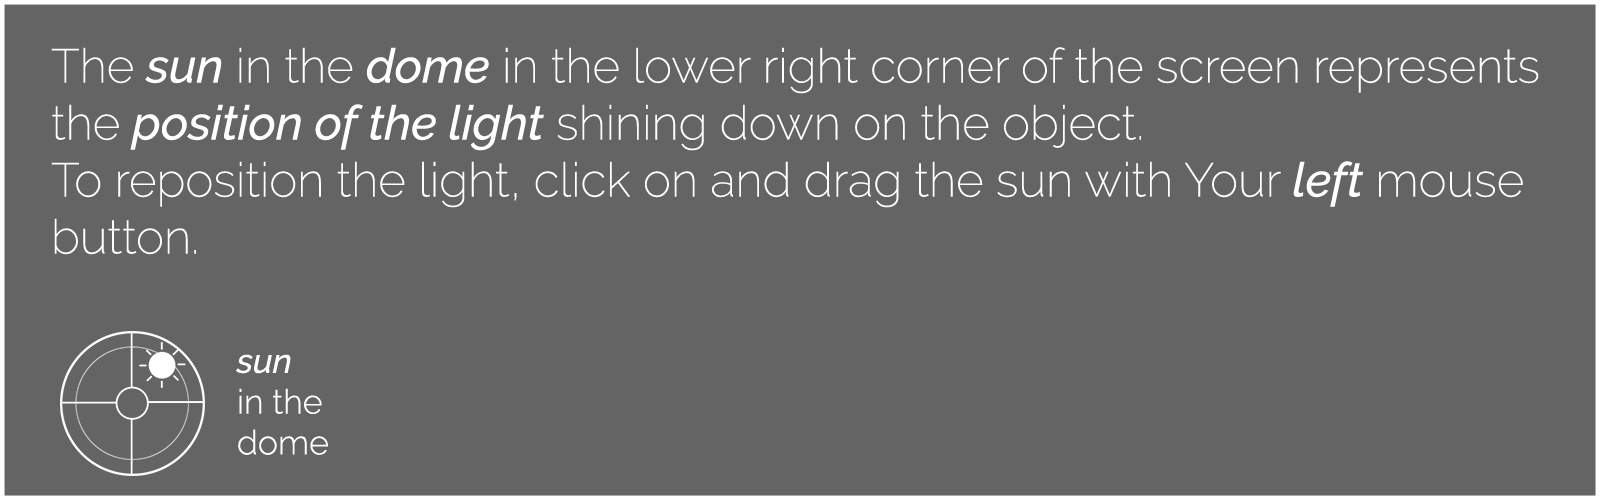 The sun in the dome in the lower right corner of the screen represents
the position of the light shining down on the object.
To reposition the light, click on and drag the sun with Your left mouse
button.
sun
in the
dome